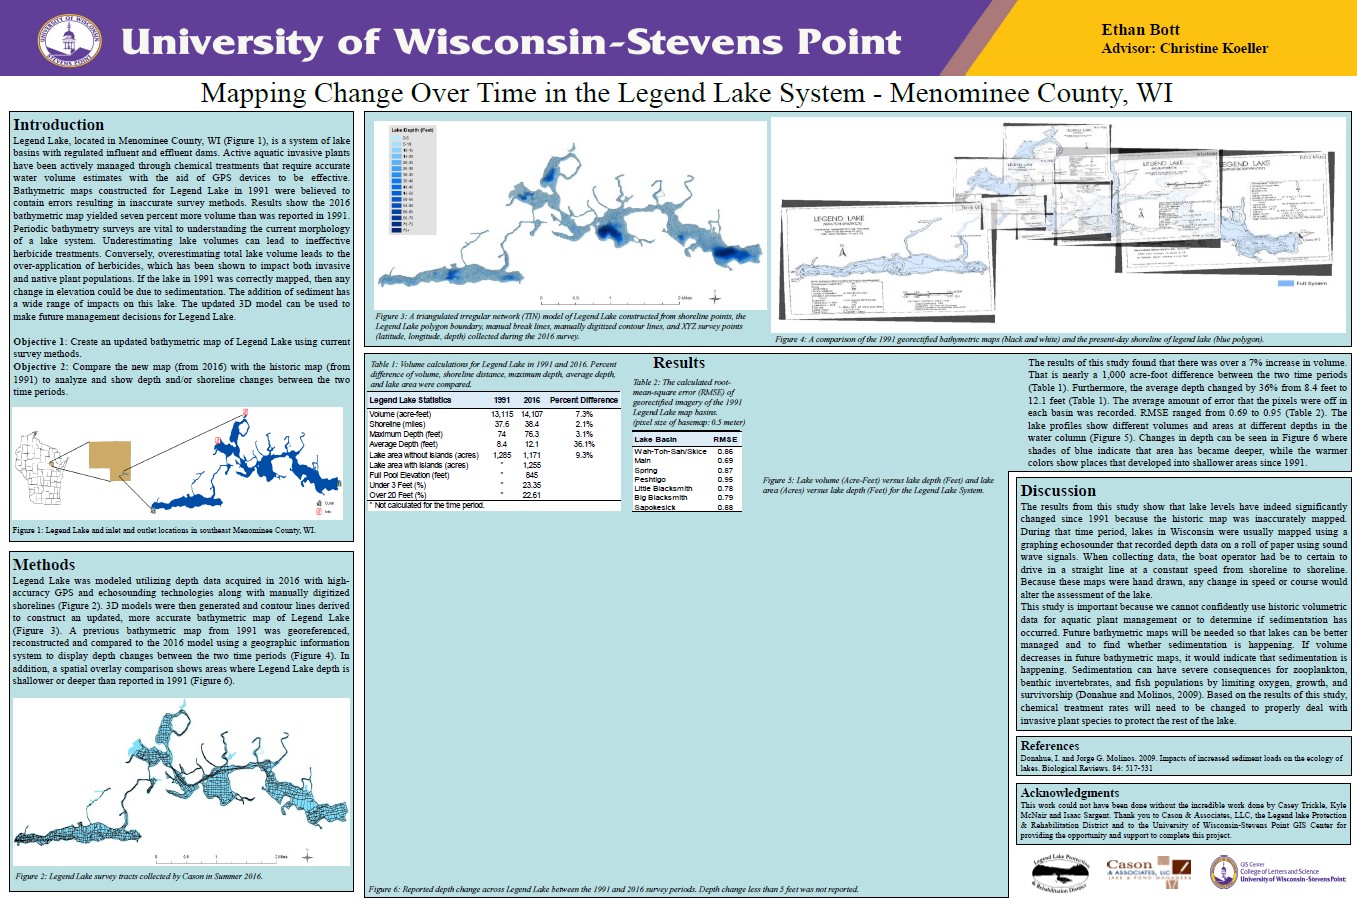 University of Wisconsin-Stevens Point
Ethan Bott
Advisor: Christine Koeller
Mapping Change Over Time in the Legend Lake System - Menominee County, WI
Introduction
Legend Lake, located in Menominee County, WI (Figure 1), is a system of lake
basins with regulated influent and effluent dams. Active aquatic invasive plants
have been actively managed through chemical treatments that require accurate
water volume estimates with the aid of GPS devices to be effective.
Bathymetric maps constructed for Legend Lake in 1991 were believed to
contain errors resulting in inaccurate survey methods. Results show the 2016
bathymetric map yielded seven percent more volume than was reported in 1991.
Periodic bathymetry surveys are vital to understanding the current morphology
of a lake system. Underestimating lake volumes can lead to ineffective
herbicide treatments. Conversely, overestimating total lake volume leads to the
over-application of herbicides, which has been shown to impact both invasive
and native plant populations. If the lake in 1991 was correctly mapped, then any
change in elevation could be due to sedimentation. The addition of sediment has
a wide range of impacts on this lake. The updated 3D model can be used to
make future management decisions for Legend Lake.
Objective 1: Create an updated bathymetric map of Legend Lake using current
survey methods.
Objective 2: Compare the new map (from 2016) with the historic map (from
1991) to analyze and show depth and/or shoreline changes between the two
time periods.
Figure 1: Legend Lake and inlet and outlet locations in southeast Menominee County, WI.
Methods
Legend Lake was modeled utilizing depth data acquired in 2016 with high-
accuracy GPS and echosounding technologies along with manually digitized
shorelines (Figure 2). 3D models were then generated and contour lines derived
to construct an updated, more accurate bathymetric map of Legend Lake
(Figure 3). A previous bathymetric map from 1991 was georeferenced,
reconstructed and compared to the 2016 model using a geographic information
system to display depth changes between the two time periods (Figure 4). In
addition, a spatial overlay comparison shows areas where Legend Lake depth is
shallower or deeper than reported in 1991 (Figure 6).
0 0.5 1 2 Miles
Figure 2: Legend Lake survey tracts collected by Cason in Summer 2016.
Lake Depth (Feet)
0 0.5 1 2 Miles
Figure 3: A triangulated irregular network (TIN) model of Legend Lake constructed from shoreline points, the
Legend Lake polygon boundary, manual break lines, manually digitized contour lines, and XYZ survey points
(latitude, longitude, depth) collected during the 2016 survey.
LEGEND LAKE
LEGEND LAKE
LEGEND LAKE
Full System
Figure 4: A comparison of the 1991 georectified bathymetric maps (black and white) and the present-day shoreline of legend lake (blue polygon).
Results
Table 1: Volume calculations for Legend Lake in 1991 and 2016. Percent
difference of volume, shoreline distance, maximum depth, average depth,
and lake area were compared.
Legend Lake Statistics 1991 2016 Percent Difference
Volume (acre-feet) 13,115 14,107 7.3%
Shoreline (miles) 37.6 38.4 2.1%
Maximum Depth (feet) 74 76.3 3.1%
Average Depth (feet) 8.4 12.1 36.1%
Lake area without Islands (acres) 1,285 1,171 9.3%
Lake area with Islands (acres) * 1,255
Full Pool Elevation (feet) * 845
Under 3 Feet (%) * 23.35
Over 20 Feet (%) * 22.61
* Not calculated for the time period.
Table 2: The calculated root-
mean-square error (RMSE) of
georectified imagery of the 1991
Legend Lake map basins.
(pixel size of basemap: 0.5 meter)
Lake Basin RMSE
Wah-Toh-Sah/Skice 0.86
Main 0.69
Spring 0.87
Peshtigo 0.95
Little Blacksmith 0.78
Big Blacksmith 0.79
Sapokesick 0.88
Figure 5: Lake volume (Acre-Feet) versus lake depth (Feet) and lake
area (Acres) versus lake depth (Feet) for the Legend Lake System.
The results of this study found that there was over a 7% increase in volume.
That is nearly a 1,000 acre-foot difference between the two time periods
(Table 1). Furthermore, the average depth changed by 36% from 8.4 feet to
12.1 feet (Table 1). The average amount of error that the pixels were off in
each basin was recorded. RMSE ranged from 0.69 to 0.95 (Table 2). The
lake profiles show different volumes and areas at different depths in the
water column (Figure 5). Changes in depth can be seen in Figure 6 where
shades of blue indicate that area has became deeper, while the warmer
colors show places that developed into shallower areas since 1991.
Figure 6: Reported depth change across Legend Lake between the 1991 and 2016 survey periods. Depth change less than 5 feet was not reported.
Discussion
The results from this study show that lake levels have indeed significantly
changed since 1991 because the historic map was inaccurately mapped.
During that time period, lakes in Wisconsin were usually mapped using a
graphing echosounder that recorded depth data on a roll of paper using sound
wave signals. When collecting data, the boat operator had be to certain to
drive in a straight line at a constant speed from shoreline to shoreline.
Because these maps were hand drawn, any change in speed or course would
alter the assessment of the lake.
This study is important because we cannot confidently use historic volumetric
data for aquatic plant management or to determine if sedimentation has
occurred. Future bathymetric maps will be needed so that lakes can be better
managed and to find whether sedimentation is happening. If volume
decreases in future bathymetric maps, it would indicate that sedimentation is
happening. Sedimentation can have severe consequences for zooplankton,
benthic invertebrates, and fish populations by limiting oxygen, growth, and
survivorship (Donahue and Molinos, 2009). Based on the results of this study,
chemical treatment rates will need to be changed to properly deal with
invasive plant species to protect the rest of the lake.
References
Donahue, I. and Jorge G. Molinos. 2009. Impacts of increased sediment loads on the ecology of
lakes. Biological Reviews. 84: 517-531
Acknowledgments
This work could not have been done without the incredible work done by Casey Trickle, Kyle
McNair and Isaac Sargent. Thank you to Cason & Associates, LLC, the Legend lake Protection
& Rehabilitation District and to the University of Wisconsin-Stevens Point GIS Center for
providing the opportunity and support to complete this project.
Legend Lake Protection
& Rehabilitation District
Cason
& ASSOCIATES, LLC
LAKE & POND MANAGERS
GIS Center
College of Letters and Science
University of Wisconsin-Stevens Point